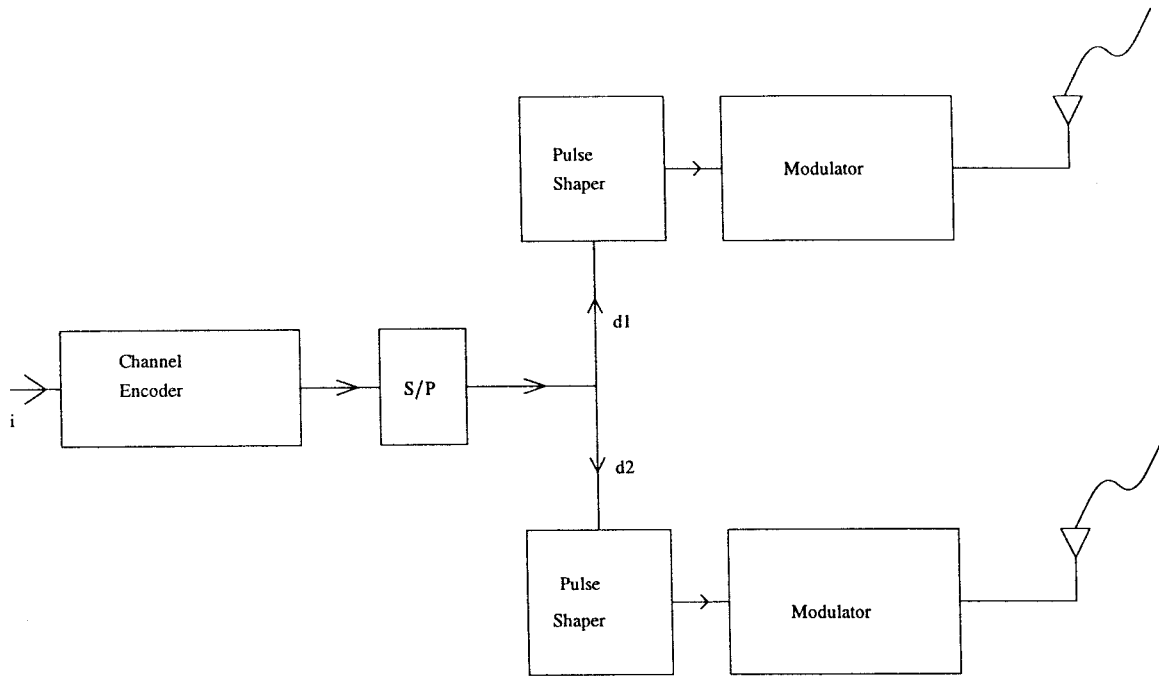 Pulse
Shaper
Modulator
d1
Channel
Encoder
S/P
i
d2
Pulse
Shaper
Modulator